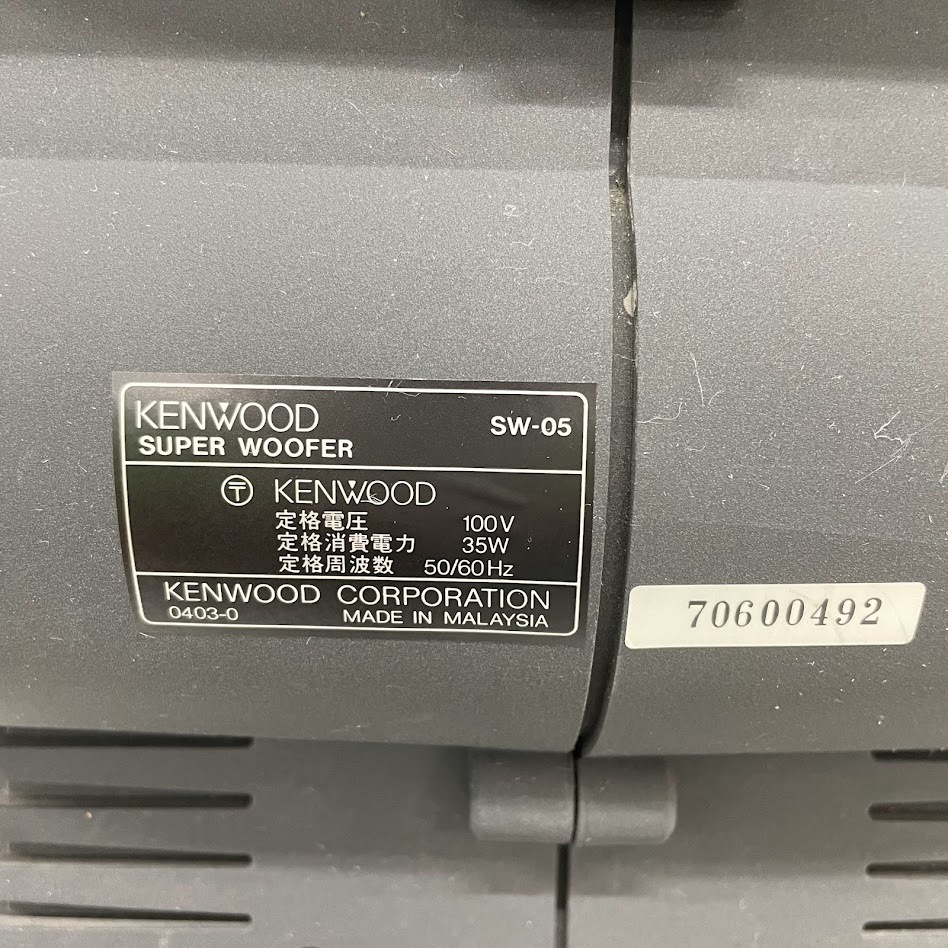 KENWOOD
SUPER WOOFER
SW-05
〶 KENWOOD
定格電圧 100V
定格消費電力 35W
定格周波数 50/60Hz
KENWOOD CORPORATION
0403-0 MADE IN MALAYSIA
70600492